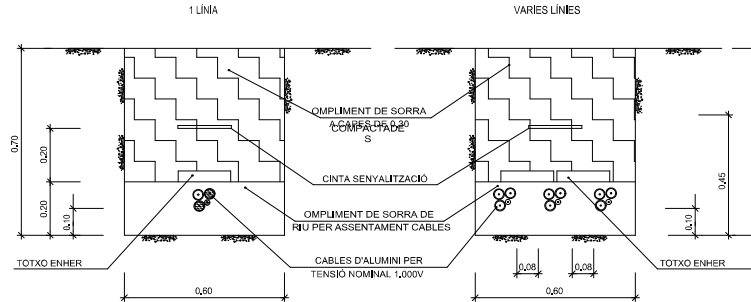 1 LÍNIA
VARÍES LÍNÍES
OMPLIMENT DE SORRA
A CAPES DE 0.30
COMPACTADE
S
CINTA SENYALITZACIÓ
OMPLIMENT DE SORRA DE
RIU PER ASSENTAMENT CABLES
CABLES D'ALUMINI PER
TENSIÓ NOMINAL 1.000V
TOTXO ENHER
TOTXO ENHER
0.70
0.20
0.20
0.10
0.60
0.45
0.10
0.08
0.08
0.60